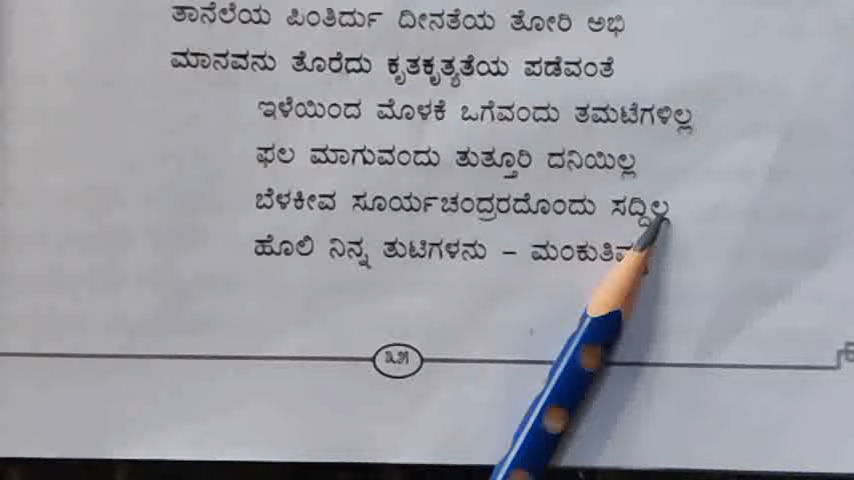 ತಾನೆಲೆಯ ಪಿಂತಿರ್ದು ದೀನತೆಯ ತೋರಿ ಅಭಿ
ಮಾನವನು ತೊರೆದು ಕೃತಕೃತ್ಯತೆಯ ಪಡೆವಂತೆ
ಇಳೆಯಿಂದ ಮೊಳಕೆ ಒಗೆವಂದು ತಮಟೆಗಳಿಲ್ಲ
ಫಲ ಮಾಗುವಂದು ತುತ್ತೂರಿ ದನಿಯಿಲ್ಲ
ಬೆಳಕೀವ ಸೂರ್ಯಚಂದ್ರರದೊಂದು ಸದ್ದಿಲ್ಲ
ಹೊಲಿ ನಿನ್ನ ತುಟಿಗಳನು –